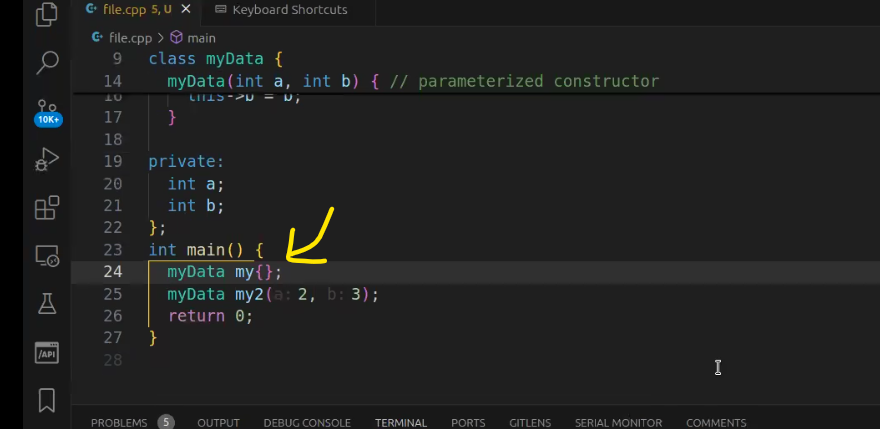 file.cpp 5, U
Keyboard Shortcuts
file.cpp > main
9 class myData {
14 myData(int a, int b) { // parameterized constructor
16 this->b = b;
17 }
18
19 private:
20 int a;
21 int b;
22 };
23 int main() {
24 myData my{};
25 myData my2(a: 2, b: 3);
26 return 0;
27 }
28
10K+
/API
PROBLEMS 5 OUTPUT DEBUG CONSOLE TERMINAL PORTS GITLENS SERIAL MONITOR COMMENTS